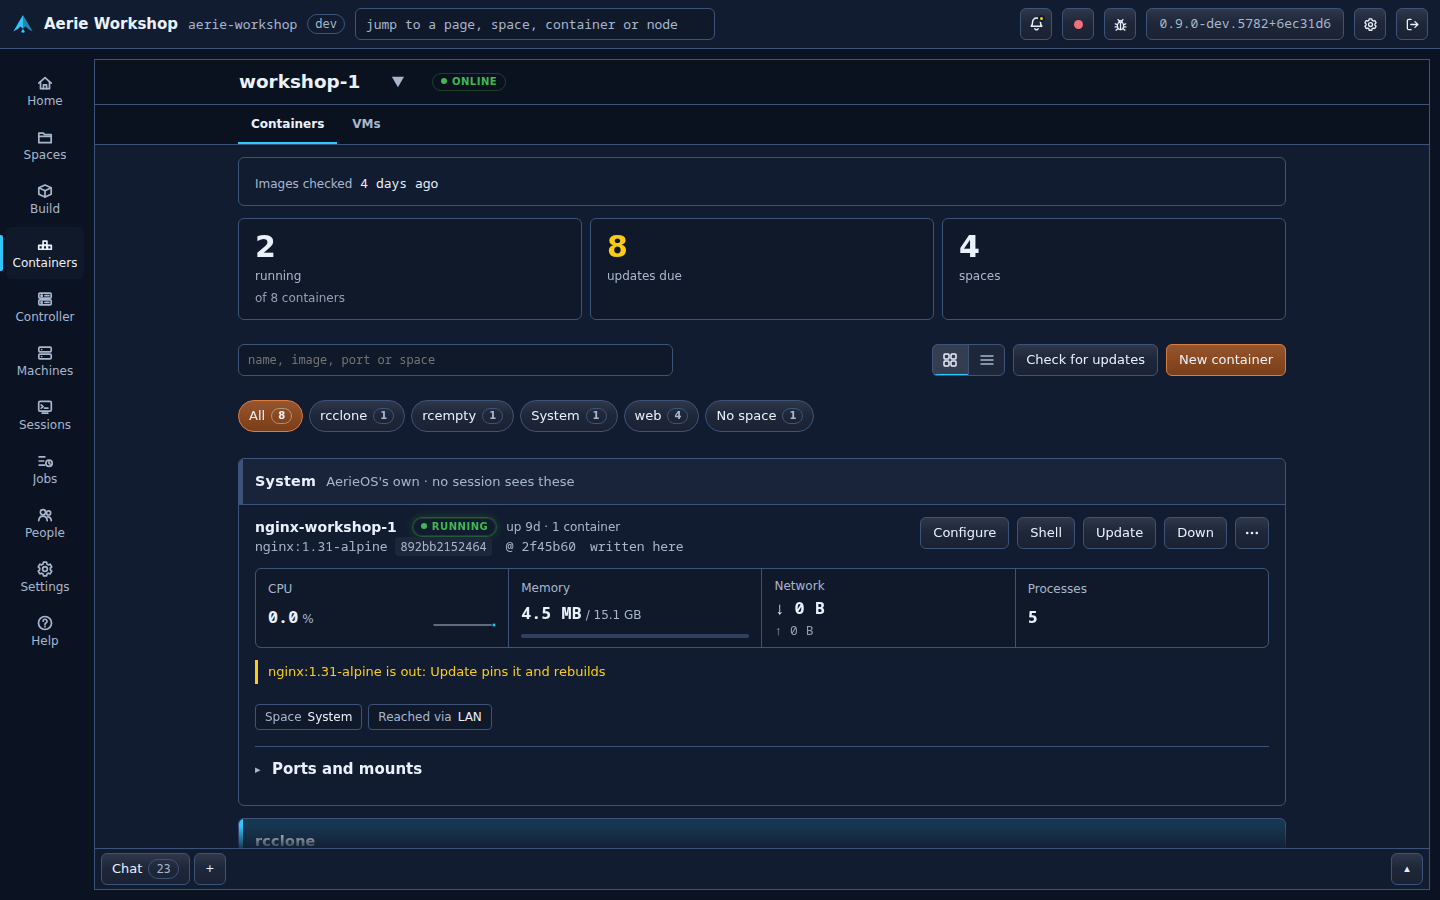 Aerie Workshop aerie-workshop dev jump to a page, space, container or node 0.9.0-dev.5782+6ec31d6
Home
Spaces
Build
Containers
Controller
Machines
Sessions
Jobs
People
Settings
Help
workshop-1 ▼ ONLINE
Containers VMs
Images checked 4 days ago
2
running
of 8 containers
8
updates due
4
spaces
name, image, port or space
Check for updates
New container
All 8 rcclone 1 rcempty 1 System 1 web 4 No space 1
System AerieOS's own · no session sees these
nginx-workshop-1 RUNNING up 9d · 1 container
nginx:1.31-alpine 892bb2152464 @ 2f45b60 written here
Configure Shell Update Down ···
CPU
0.0 %
Memory
4.5 MB / 15.1 GB
Network
↓ 0 B
↑ 0 B
Processes
5
nginx:1.31-alpine is out: Update pins it and rebuilds
Space System Reached via LAN
▸ Ports and mounts
rcclone
Chat 23 + ▲